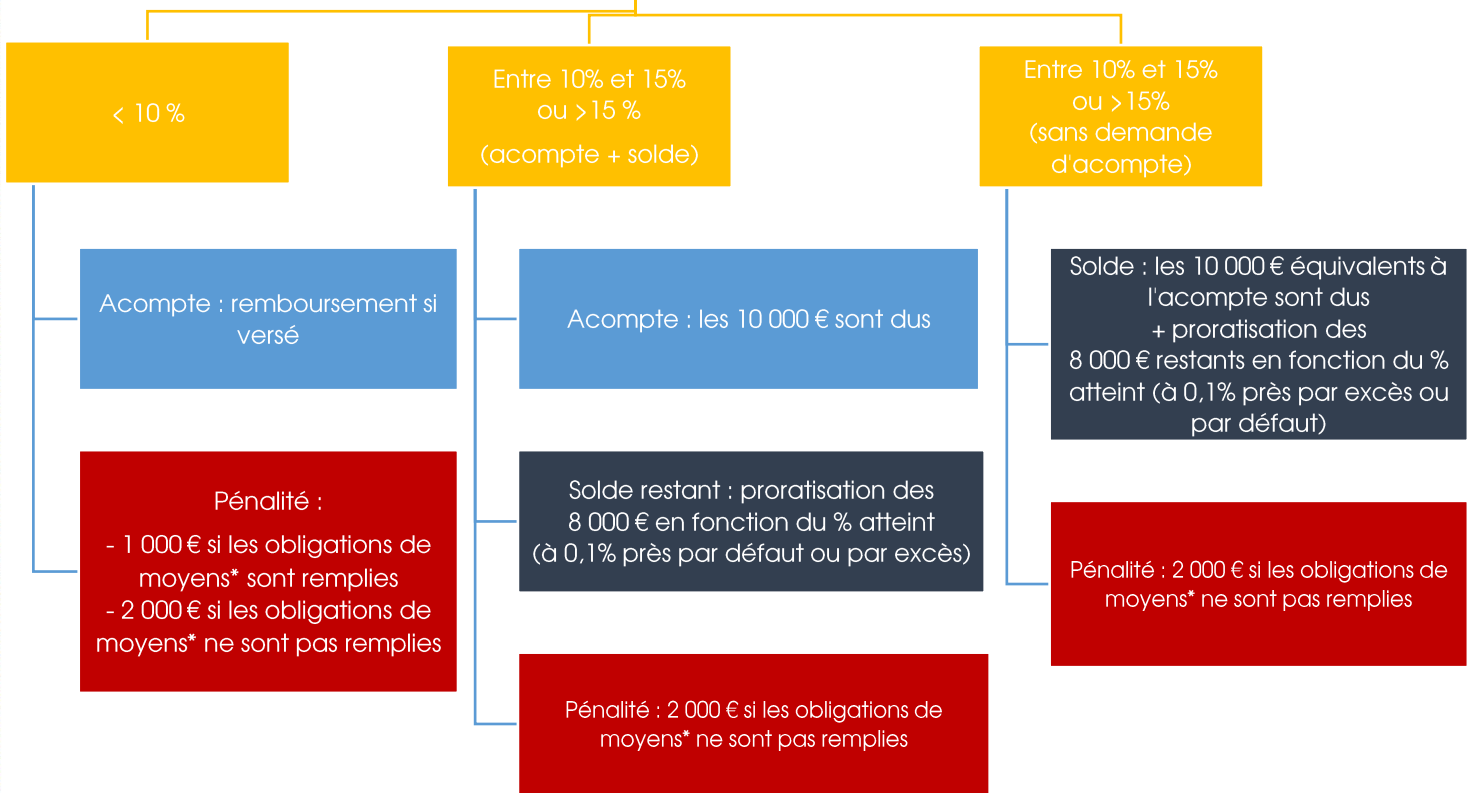 < 10 %
Entre 10% et 15%
ou >15 %
(acompte + solde)
Entre 10% et 15%
ou >15%
(sans demande
d'acompte)
Acompte : remboursement si
versé
Pénalité :
- 1 000 € si les obligations de
moyens* sont remplies
- 2 000 € si les obligations de
moyens* ne sont pas remplies
Acompte : les 10 000 € sont dus
Solde restant : proratisation des
8 000 € en fonction du % atteint
(à 0,1% près par défaut ou par excès)
Pénalité : 2 000 € si les obligations de
moyens* ne sont pas remplies
Solde : les 10 000 € équivalents à
l'acompte sont dus
+ proratisation des
8 000 € restants en fonction du %
atteint (à 0,1% près par excès ou
par défaut)
Pénalité : 2 000 € si les obligations de
moyens* ne sont pas remplies